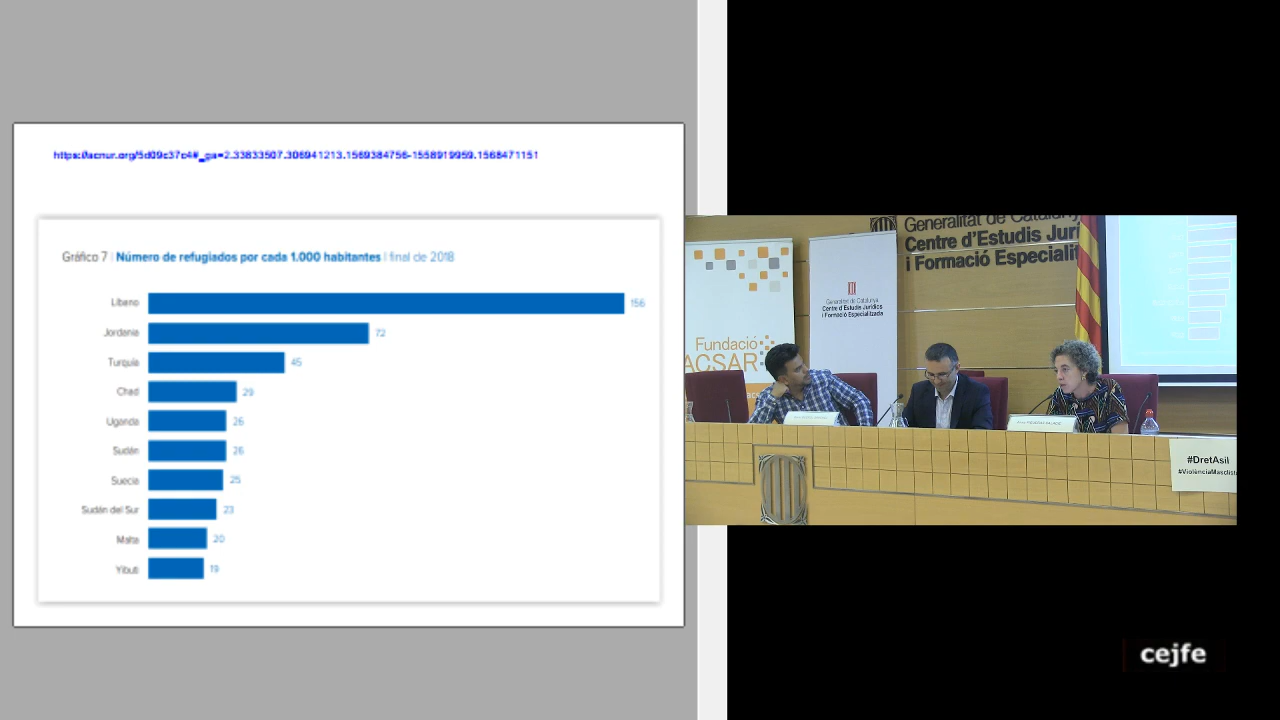 https://acnur.org/5d09c37c4#_ga=2.33833507.306941213.1569384756-1558919959.1568471151
Gráfico 7 | Número de refugiados por cada 1.000 habitantes | final de 2018
Líbano 156
Jordania 72
Turquía 45
Chad 29
Uganda 26
Sudán 26
Suecia 25
Sudán del Sur 23
Malta 20
Yibuti 19
Generalitat de Catalunya
Centre d'Estudis Jurí
i Formació Especialit
Generalitat de Catalunya
Centre d'Estudis Jurídics
i Formació Especialitzada
Fundació
ACSAR
#DretAsil
#ViolènciaMasclista
cejfe